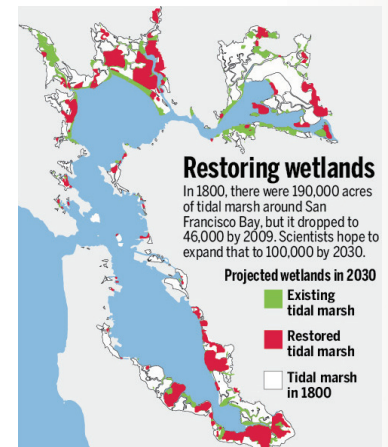 Restoring wetlands
In 1800, there were 190,000 acres
of tidal marsh around San
Francisco Bay, but it dropped to
46,000 by 2009. Scientists hope to
expand that to 100,000 by 2030.
Projected wetlands in 2030
Existing
tidal marsh
Restored
tidal marsh
Tidal marsh
in 1800